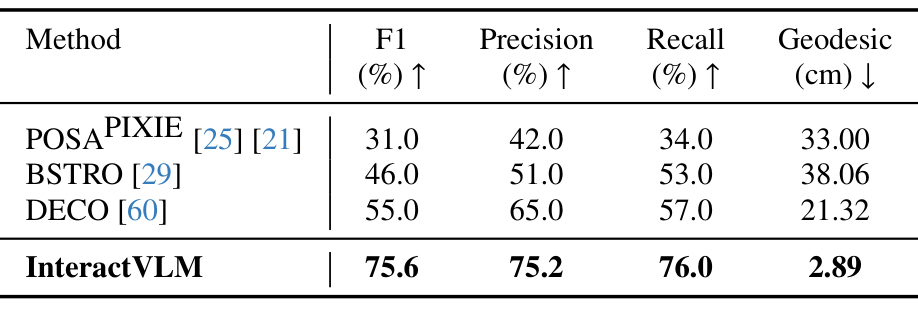 Method F1 Precision Recall Geodesic
(%) ↑ (%) ↑ (%) ↑ (cm) ↓
POSAPIXIE [25] [21] 31.0 42.0 34.0 33.00
BSTRO [29] 46.0 51.0 53.0 38.06
DECO [60] 55.0 65.0 57.0 21.32
InteractVLM 75.6 75.2 76.0 2.89